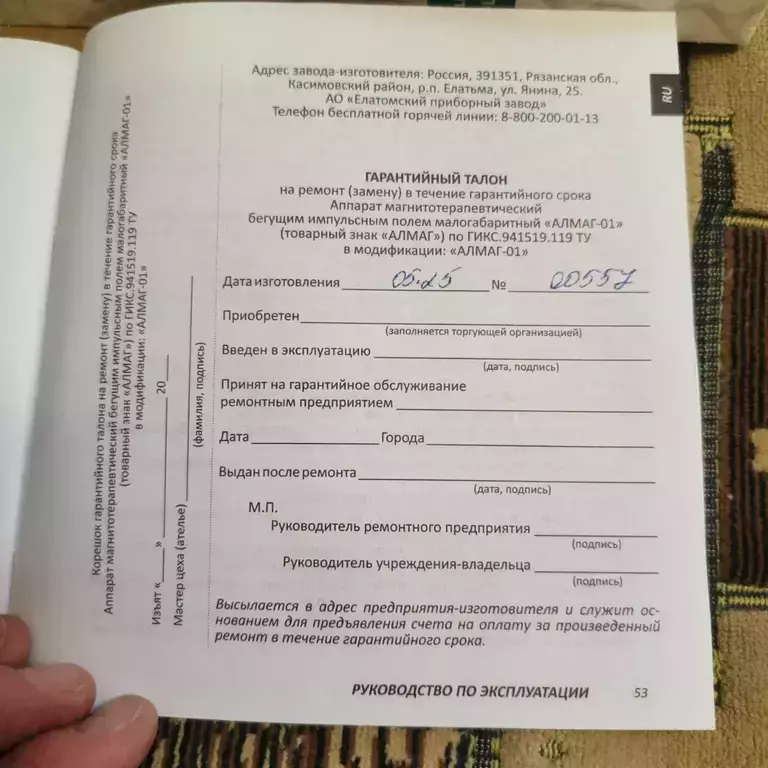 Адрес завода-изготовителя: Россия, 391351, Рязанская обл.,
Касимовский район, р.п. Елатьма, ул. Янина, 25.
АО «Елатомский приборный завод»
Телефон бесплатной горячей линии: 8-800-200-01-13
RU
ГАРАНТИЙНЫЙ ТАЛОН
на ремонт (замену) в течение гарантийного срока
Аппарат магнитотерапевтический
бегущим импульсным полем малогабаритный «АЛМАГ-01»
(товарный знак «АЛМАГ») по ГИКС.941519.119 ТУ
в модификации: «АЛМАГ-01»
Дата изготовления 05.25 № 00557
Приобретен
(заполняется торгующей организацией)
Введен в эксплуатацию
(дата, подпись)
Принят на гарантийное обслуживание
ремонтным предприятием
Дата Города
Выдан после ремонта
(дата, подпись)
М.П.
Руководитель ремонтного предприятия
(подпись)
Руководитель учреждения-владельца
(подпись)
Высылается в адрес предприятия-изготовителя и служит ос-
нованием для предъявления счета на оплату за произведенный
ремонт в течение гарантийного срока.
РУКОВОДСТВО ПО ЭКСПЛУАТАЦИИ 53
Корешок гарантийного талона на ремонт (замену) в течение гарантийного срока
Аппарат магнитотерапевтический бегущим импульсным полем малогабаритный «АЛМАГ-01»
(товарный знак «АЛМАГ») по ГИКС.941519.119 ТУ
в модификации: «АЛМАГ-01»
Изъят «____» ____________ 20___
Мастер цеха (ателье)
(фамилия, подпись)